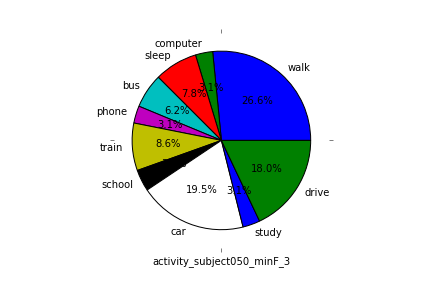 computer
sleep
walk
bus
3.1%
7.8%
26.6%
phone
6.2%
3.1%
train
8.6%
school
18.0%
19.5%
3.1%
drive
car
study
activity_subject050_minF_3